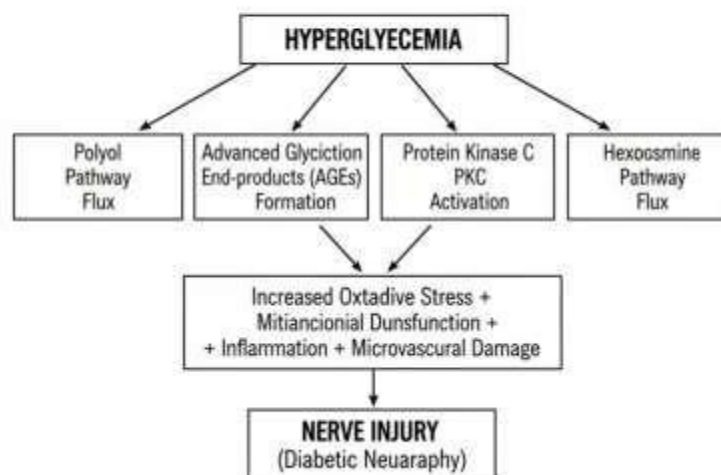 HYPERGLYECEMIA
Polyol
Pathway
Flux
Advanced Glyciction
End-products (AGEs)
Formation
Protein Kinase C
PKC
Activation
Hexoosmine
Pathway
Flux
Increased Oxtadive Stress +
Mitiancionial Dunsfunction +
+ Inflammation + Microvascural Damage
NERVE INJURY
(Diabetic Neuaraphy)